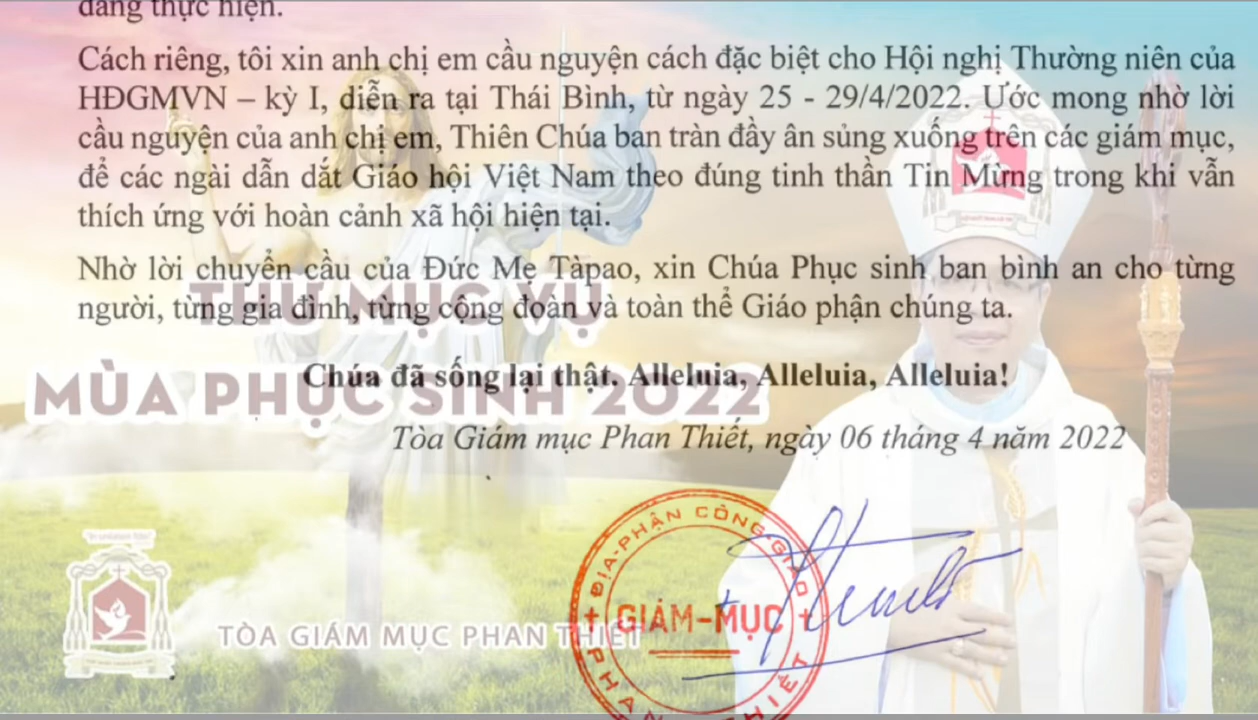 đang thực hiện.
Cách riêng, tôi xin anh chị em cầu nguyện cách đặc biệt cho Hội nghị Thường niên của
HĐGMVN – kỳ I, diễn ra tại Thái Bình, từ ngày 25 - 29/4/2022. Ước mong nhờ lời
cầu nguyện của anh chị em, Thiên Chúa ban tràn đầy ân sủng xuống trên các giám mục,
để các ngài dẫn dắt Giáo hội Việt Nam theo đúng tinh thần Tin Mừng trong khi vẫn
thích ứng với hoàn cảnh xã hội hiện tại.
Nhờ lời chuyển cầu của Đức Mẹ Tàpao, xin Chúa Phục sinh ban bình an cho từng
người, từng gia đình, từng cộng đoàn và toàn thể Giáo phận chúng ta.
THƯ MỤC VỤ
MÙA PHỤC SINH 2022
Chúa đã sống lại thật. Alleluia, Alleluia, Alleluia!
Tòa Giám mục Phan Thiết, ngày 06 tháng 4 năm 2022
ĐỊA-PHẬN CÔNG-GIÁO
GIÁM-MỤC
PHAN THIẾT
TÒA GIÁM MỤC PHAN THIẾT